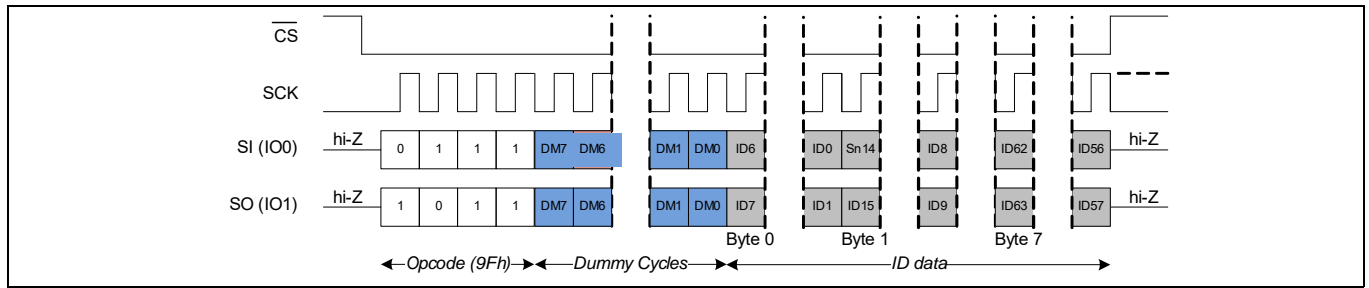 CS
SCK
SI (IO0) hi-Z 0 1 1 1 DM7 DM6 DM1 DM0 ID6 ID0 Sn14 ID8 ID62 ID56 hi-Z
SO (IO1) hi-Z 1 0 1 1 DM7 DM6 DM1 DM0 ID7 ID1 ID15 ID9 ID63 ID57 hi-Z
Byte 0 Byte 1 Byte 7
Opcode (9Fh) Dummy Cycles ID data